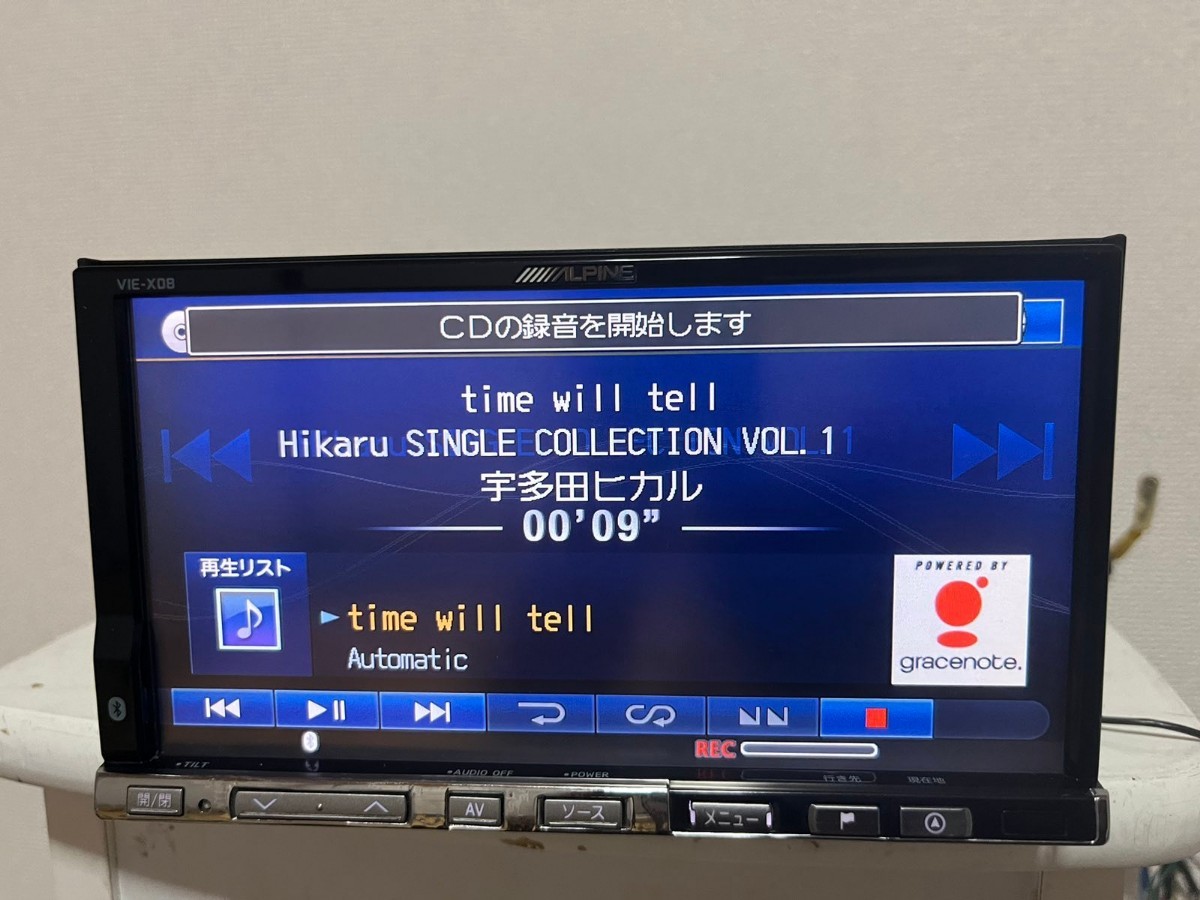 VIE-X08
ALPINE
CDの録音を開始します
time will tell
Hikaru SINGLE COLLECTION VOL.1
宇多田ヒカル
00'09”
再生リスト
POWERED BY
gracenote.
time will tell
Automatic
REC
•TILT
•AUDIO OFF
•POWER
行き先
現在地
開/閉
AV
ソース
メニュー